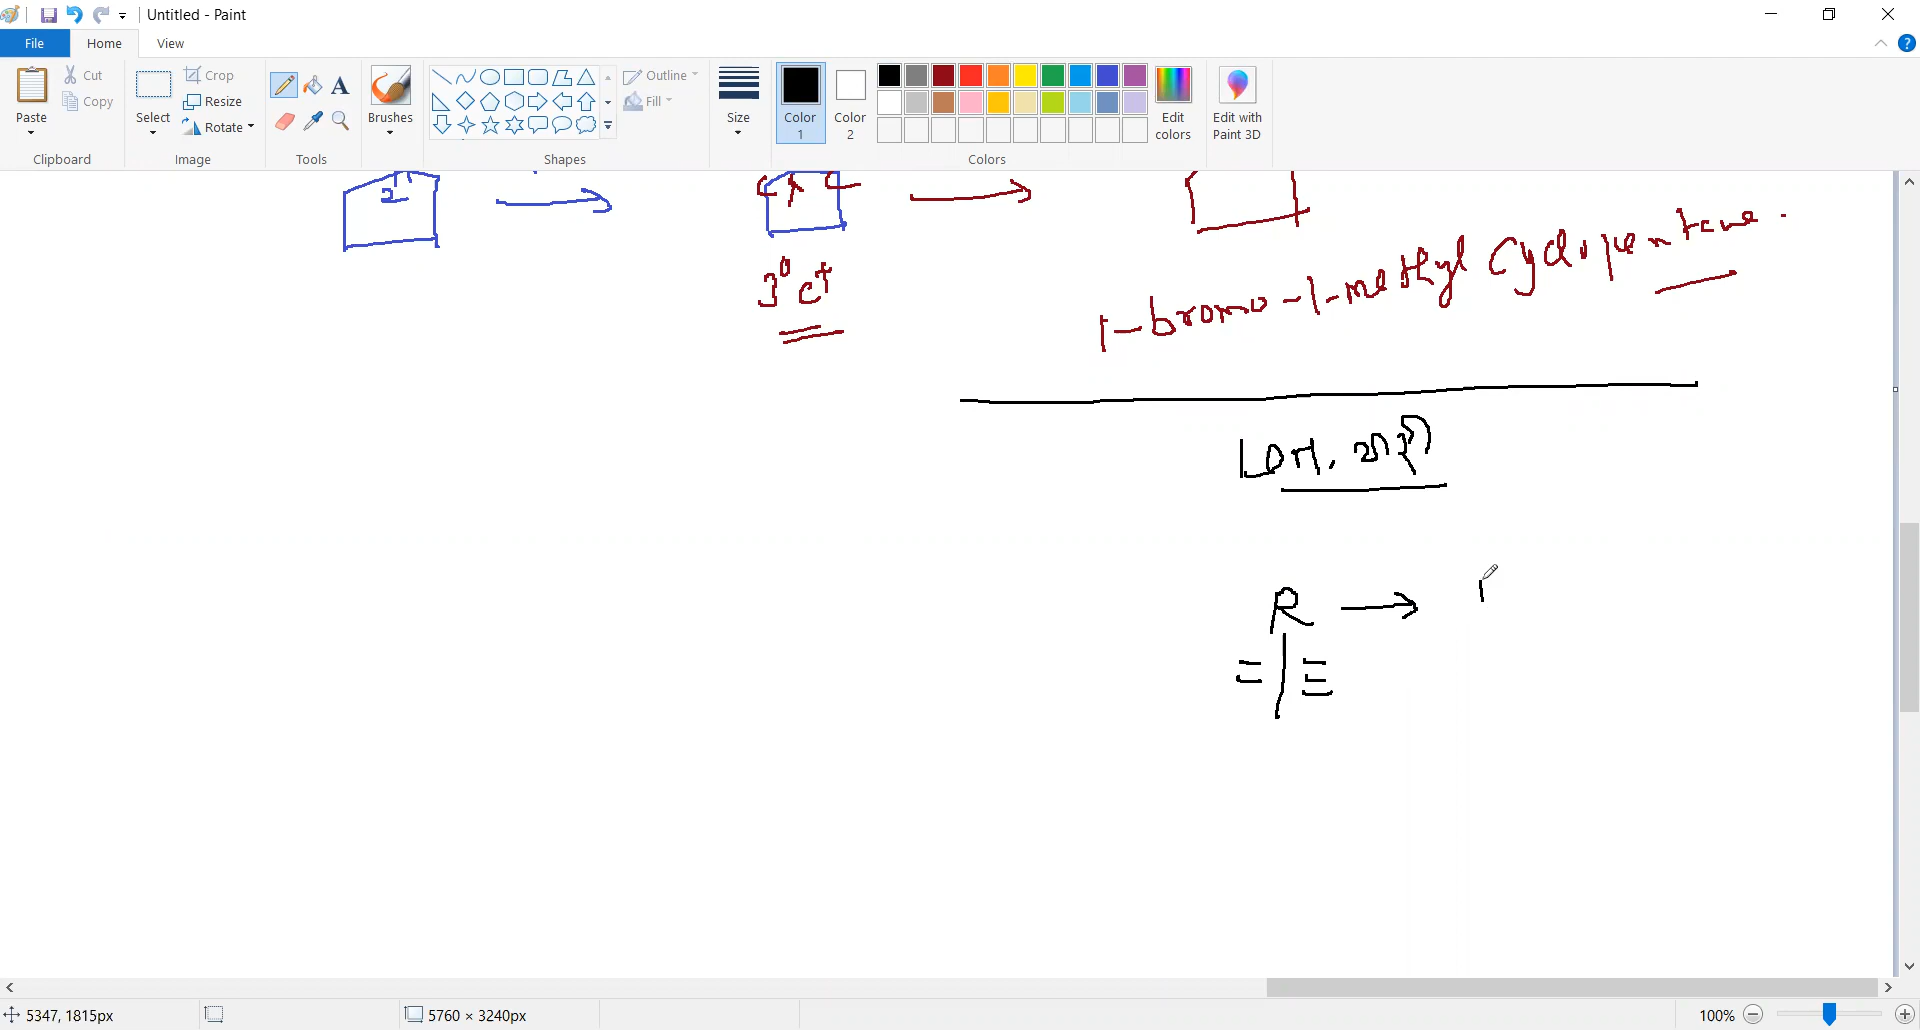 Untitled - Paint
File Home View
Paste
Cut
Copy
Clipboard
Select
Crop
Resize
Rotate
Image
Tools
Brushes
Outline
Fill
Shapes
Size
Color 1
Color 2
Edit colors
Edit with Paint 3D
Colors
3° c+
1-bromo-1-methyl cyclopentane.
R →
5347, 1815px
5760 × 3240px
100%